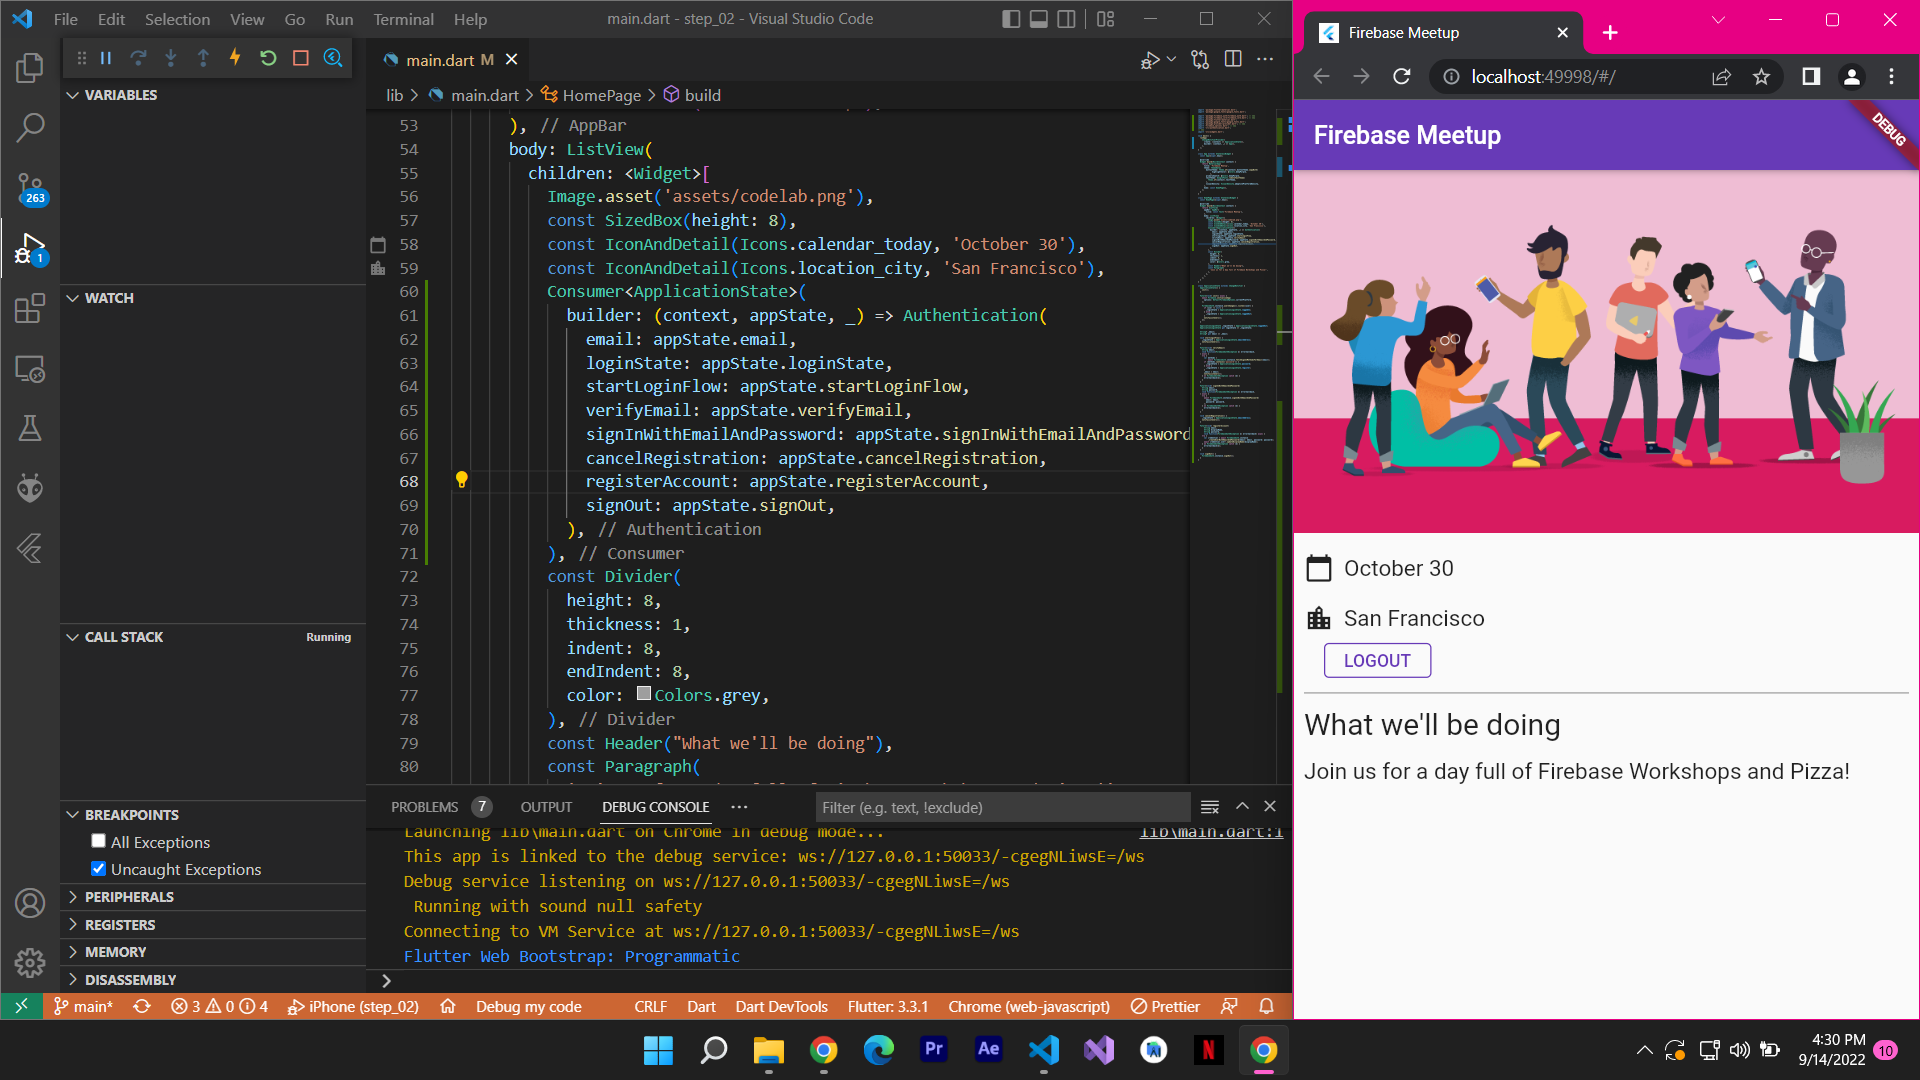 File Edit Selection View Go Run Terminal Help
main.dart - step_02 - Visual Studio Code
263
1
VARIABLES
WATCH
CALL STACK
Running
BREAKPOINTS
All Exceptions
Uncaught Exceptions
PERIPHERALS
REGISTERS
MEMORY
DISASSEMBLY
main.dart M
lib > main.dart > HomePage > build
53 ), // AppBar
54 body: ListView(
55 children: <Widget>[
56 Image.asset('assets/codelab.png'),
57 const SizedBox(height: 8),
58 const IconAndDetail(Icons.calendar_today, 'October 30'),
59 const IconAndDetail(Icons.location_city, 'San Francisco'),
60 Consumer<ApplicationState>(
61 builder: (context, appState, _) => Authentication(
62 email: appState.email,
63 loginState: appState.loginState,
64 startLoginFlow: appState.startLoginFlow,
65 verifyEmail: appState.verifyEmail,
66 signInWithEmailAndPassword: appState.signInWithEmailAndPassword
67 cancelRegistration: appState.cancelRegistration,
68 registerAccount: appState.registerAccount,
69 signOut: appState.signOut,
70 ), // Authentication
71 ), // Consumer
72 const Divider(
73 height: 8,
74 thickness: 1,
75 indent: 8,
76 endIndent: 8,
77 color: Colors.grey,
78 ), // Divider
79 const Header("What we'll be doing"),
80 const Paragraph(
PROBLEMS 7 OUTPUT DEBUG CONSOLE ··· Filter (e.g. text, !exclude)
Launching lib\main.dart on Chrome in debug mode... lib\main.dart:1
This app is linked to the debug service: ws://127.0.0.1:50033/-cgegNLiwsE=/ws
Debug service listening on ws://127.0.0.1:50033/-cgegNLiwsE=/ws
Running with sound null safety
Connecting to VM Service at ws://127.0.0.1:50033/-cgegNLiwsE=/ws
Flutter Web Bootstrap: Programmatic
>
main* 3 0 4 iPhone (step_02) Debug my code CRLF Dart Dart DevTools Flutter: 3.3.1 Chrome (web-javascript) Prettier
Firebase Meetup
localhost:49998/#/
Firebase Meetup
DEBUG
October 30
San Francisco
LOGOUT
What we'll be doing
Join us for a day full of Firebase Workshops and Pizza!
Pr Ae N
4:30 PM
9/14/2022
10